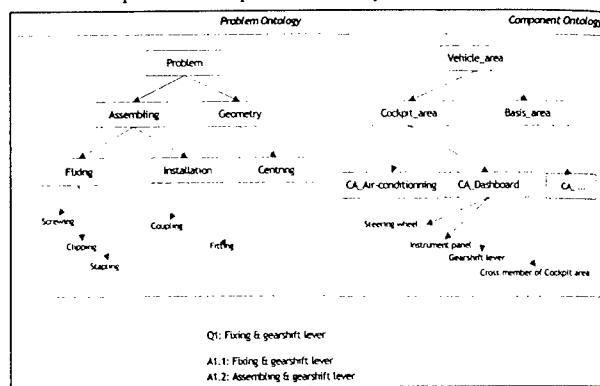 Problem Ontology
Component Ontology
Problem
Vehicle_area
Assembling
Geometry
Cockpit_area
Basis_area
Fixing
Installation
Centring
CA_Air-conditionning
CA_Dashboard
CA_ ...
Screwing
Clipping
Stapling
Coupling
Fitting
Steering wheel
Instrument panel
Gearshift lever
Cross member of Cockpit area
Q1: Fixing & gearshift lever
A1.1: Fixing & gearshift lever
A1.2: Assembling & gearshift lever